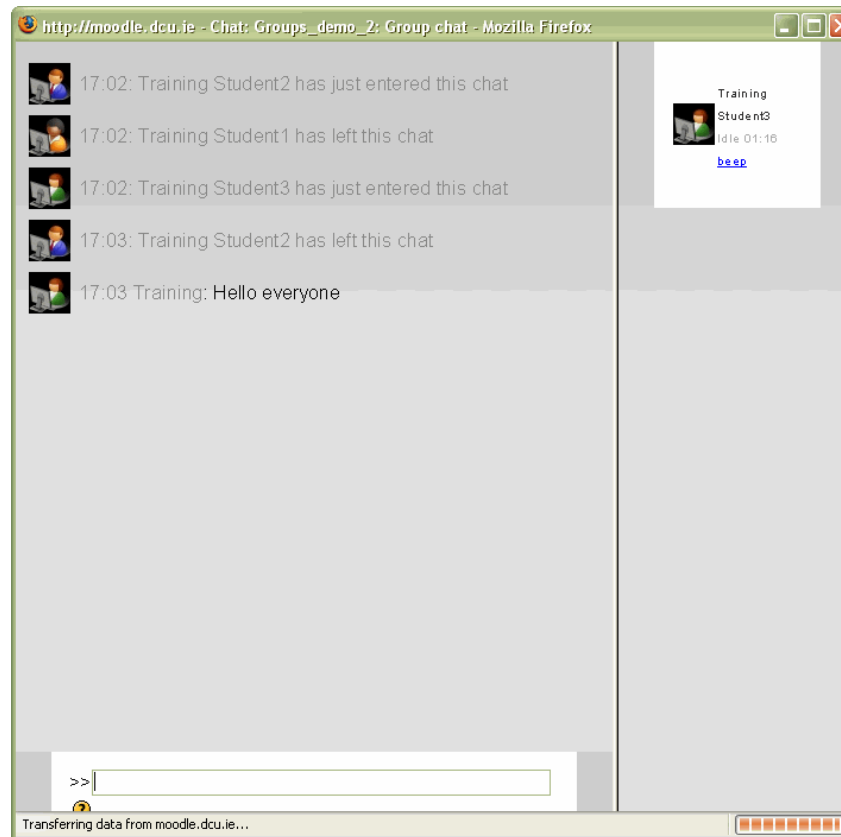 http://moodle.dcu.ie - Chat: Groups_demo_2: Group chat - Mozilla Firefox
17:02: Training Student2 has just entered this chat
17:02: Training Student1 has left this chat
17:02: Training Student3 has just entered this chat
17:03: Training Student2 has left this chat
17:03 Training: Hello everyone
Training
Student3
Idle 01:16
beep
>>
?
Transferring data from moodle.dcu.ie...